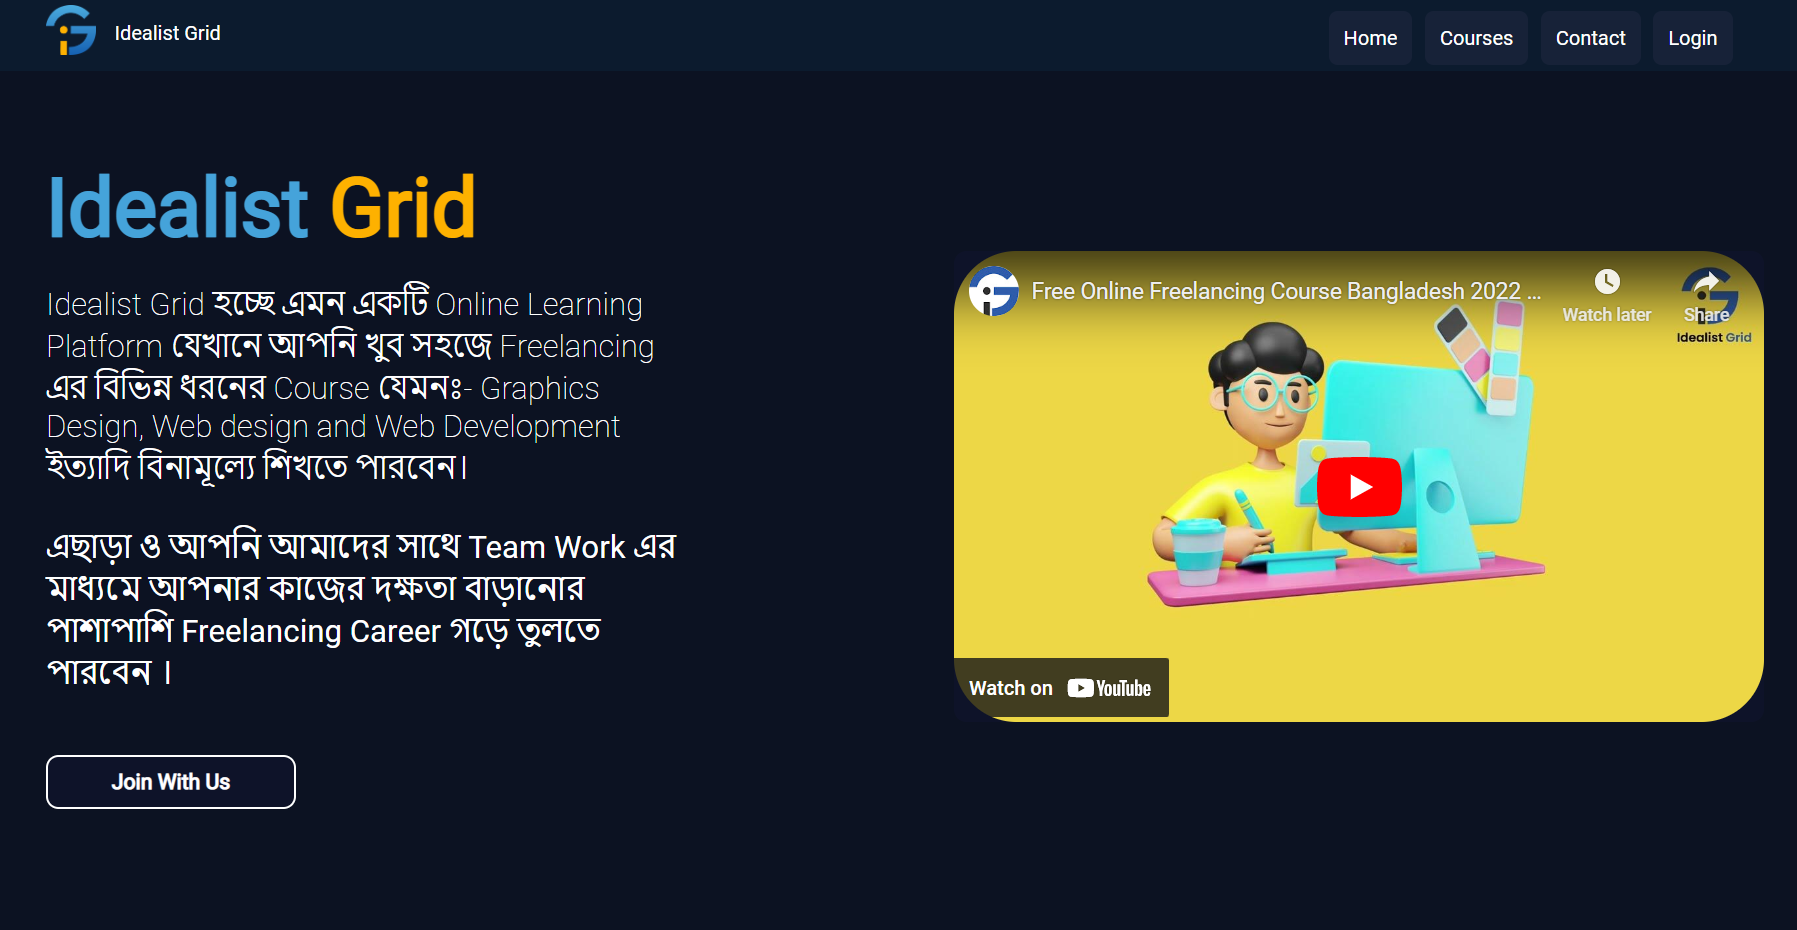 Idealist Grid
Home
Courses
Contact
Login
Idealist Grid
Idealist Grid হচ্ছে এমন একটি Online Learning
Platform যেখানে আপনি খুব সহজে Freelancing
এর বিভিন্ন ধরনের Course যেমনঃ- Graphics
Design, Web design and Web Development
ইত্যাদি বিনামূল্যে শিখতে পারবেন।
এছাড়া ও আপনি আমাদের সাথে Team Work এর
মাধ্যমে আপনার কাজের দক্ষতা বাড়ানোর
পাশাপাশি Freelancing Career গড়ে তুলতে
পারবেন ।
Join With Us
Free Online Freelancing Course Bangladesh 2022 ...
Watch later
Share
Idealist Grid
Watch on YouTube